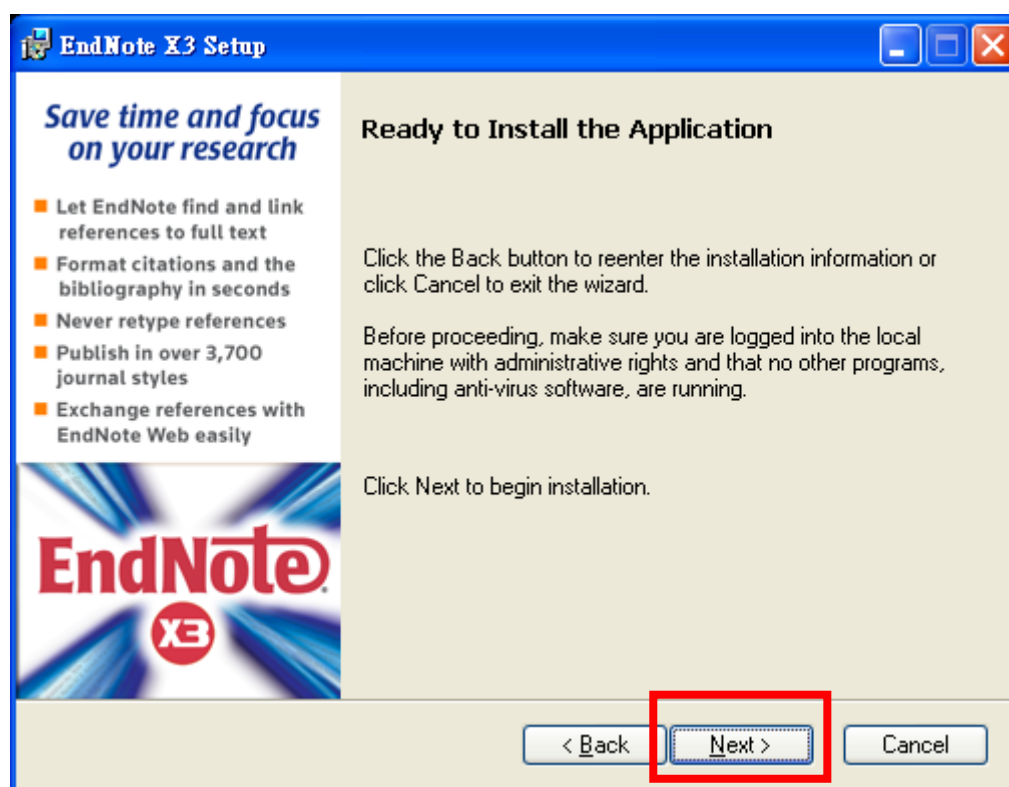 EndNote X3 Setup
Save time and focus
on your research
Let EndNote find and link
references to full text
Format citations and the
bibliography in seconds
Never retype references
Publish in over 3,700
journal styles
Exchange references with
EndNote Web easily
EndNote
X3
Ready to Install the Application
Click the Back button to reenter the installation information or
click Cancel to exit the wizard.
Before proceeding, make sure you are logged into the local
machine with administrative rights and that no other programs,
including anti-virus software, are running.
Click Next to begin installation.
< Back
Next >
Cancel